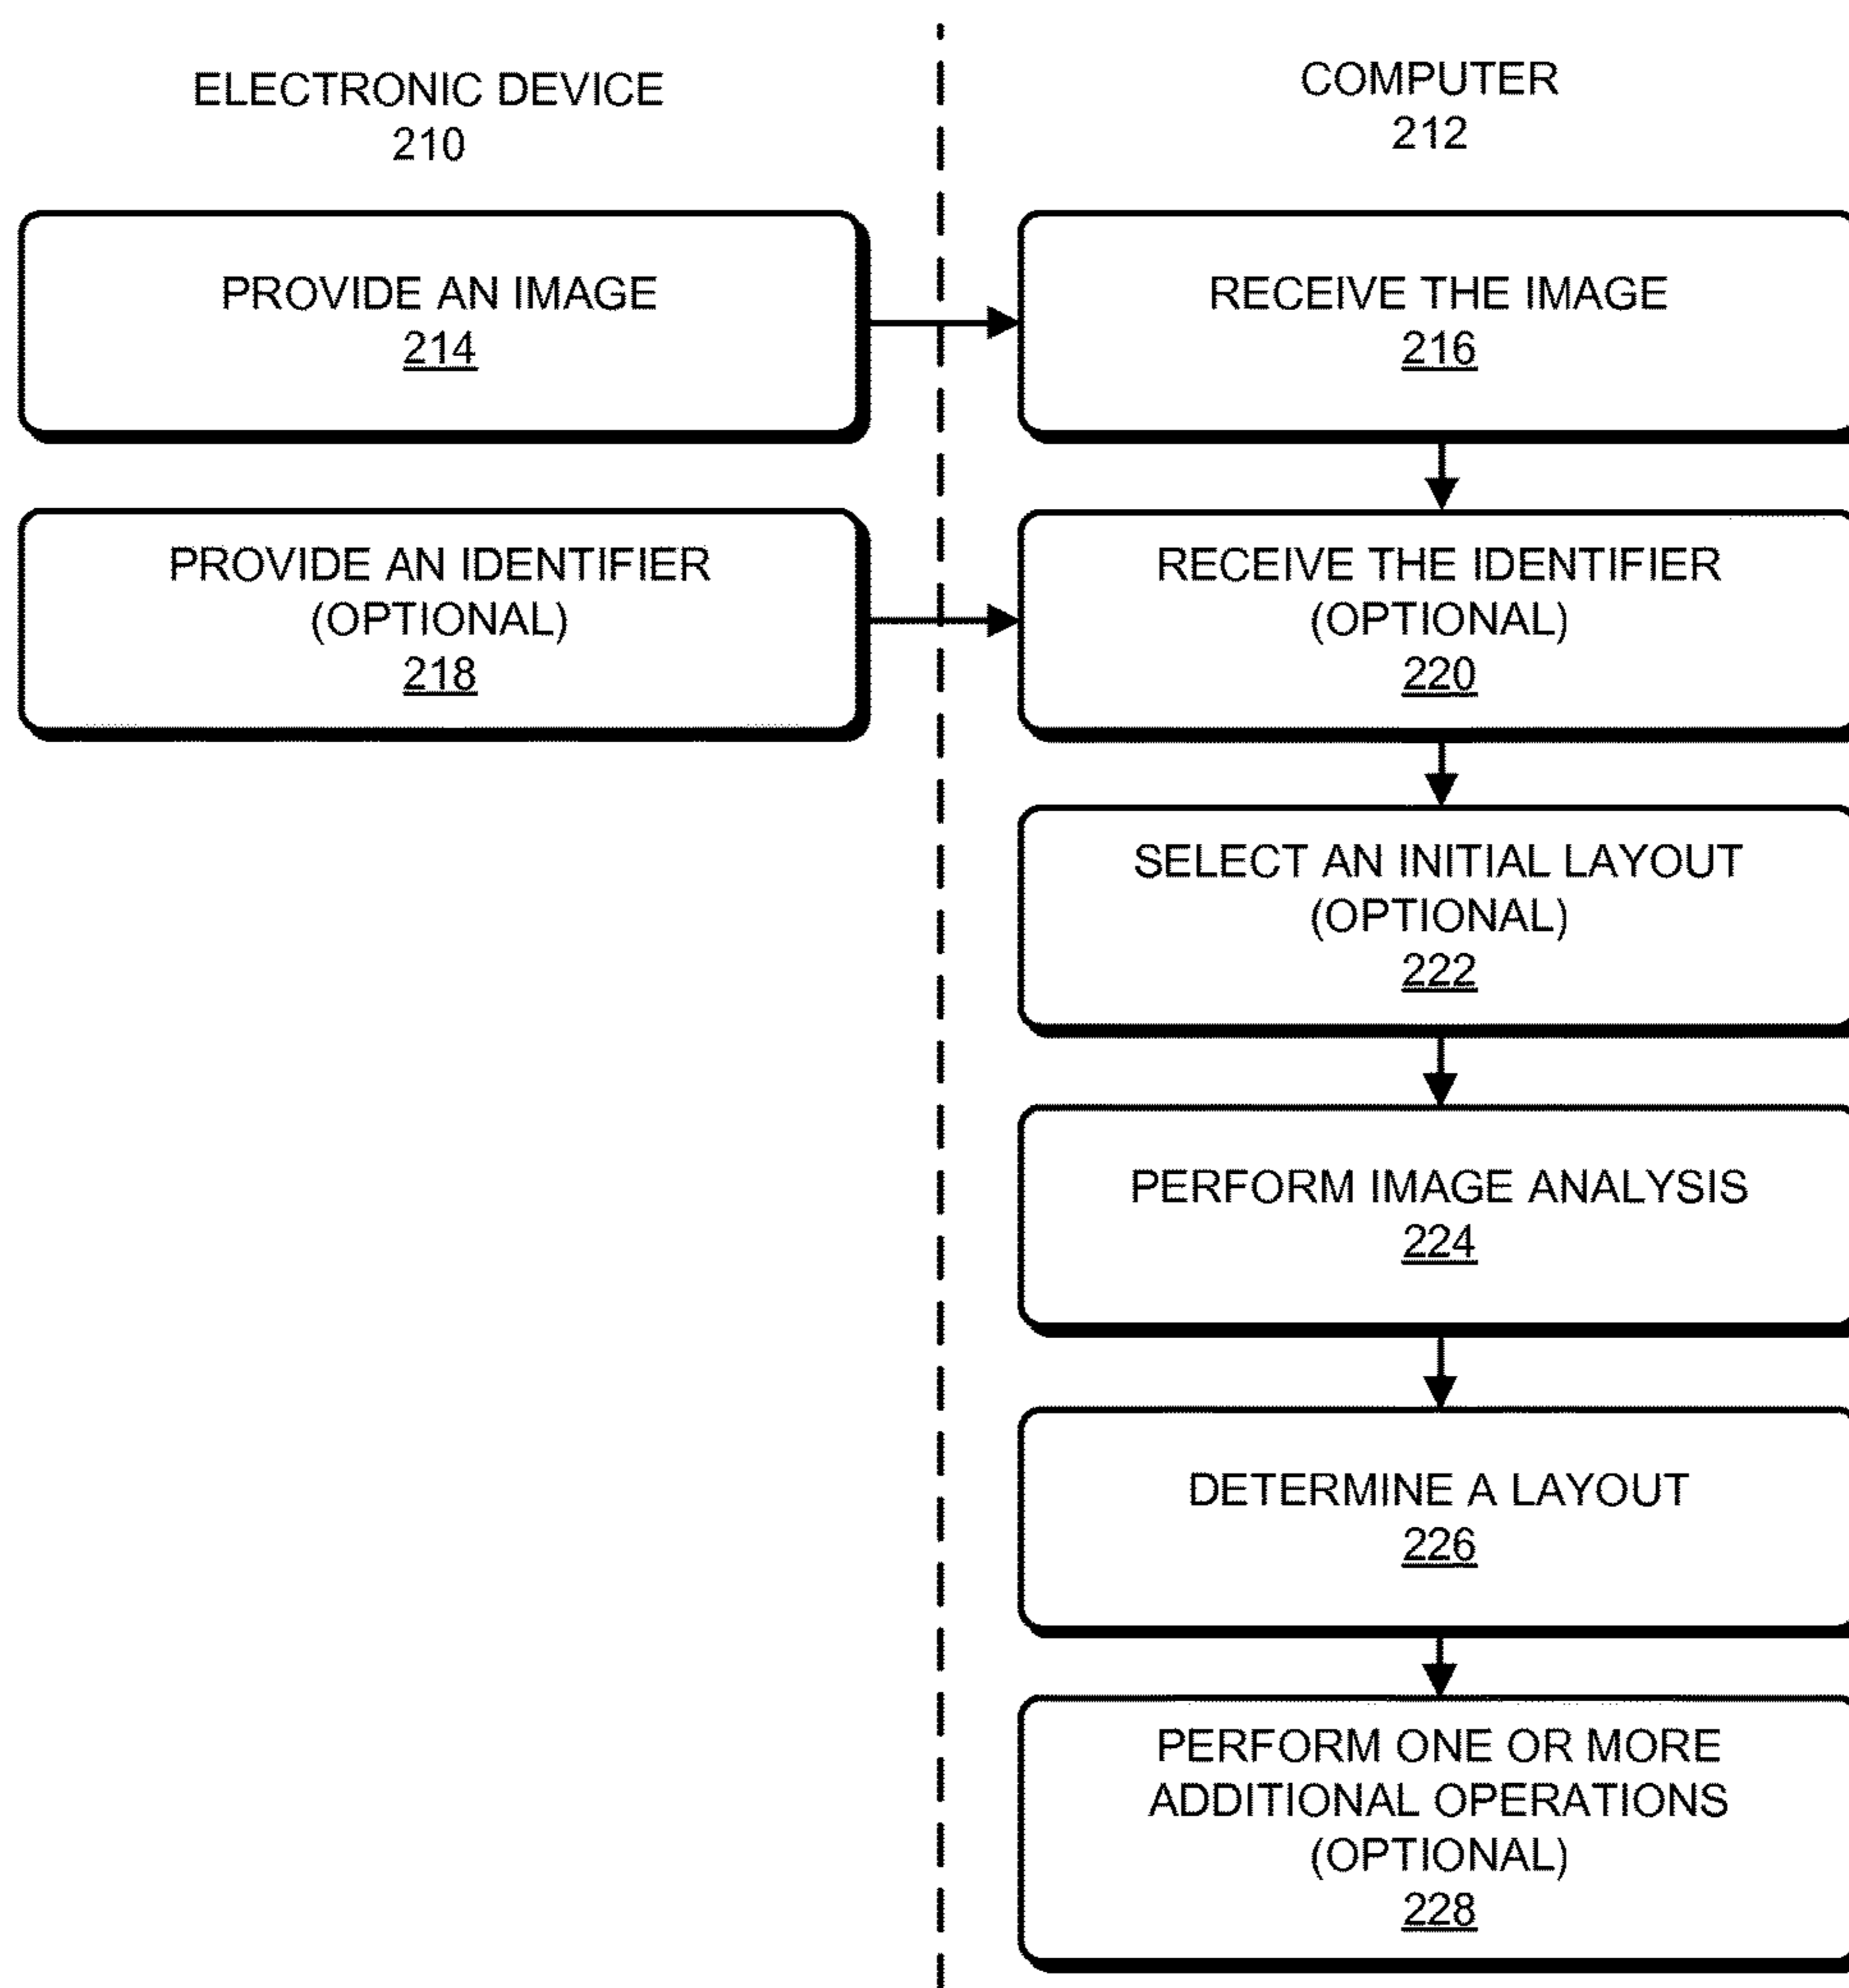 ELECTRONIC DEVICE
210
COMPUTER
212
PROVIDE AN IMAGE
214
RECEIVE THE IMAGE
216
PROVIDE AN IDENTIFIER
(OPTIONAL)
218
RECEIVE THE IDENTIFIER
(OPTIONAL)
220
SELECT AN INITIAL LAYOUT
(OPTIONAL)
222
PERFORM IMAGE ANALYSIS
224
DETERMINE A LAYOUT
226
PERFORM ONE OR MORE
ADDITIONAL OPERATIONS
(OPTIONAL)
228